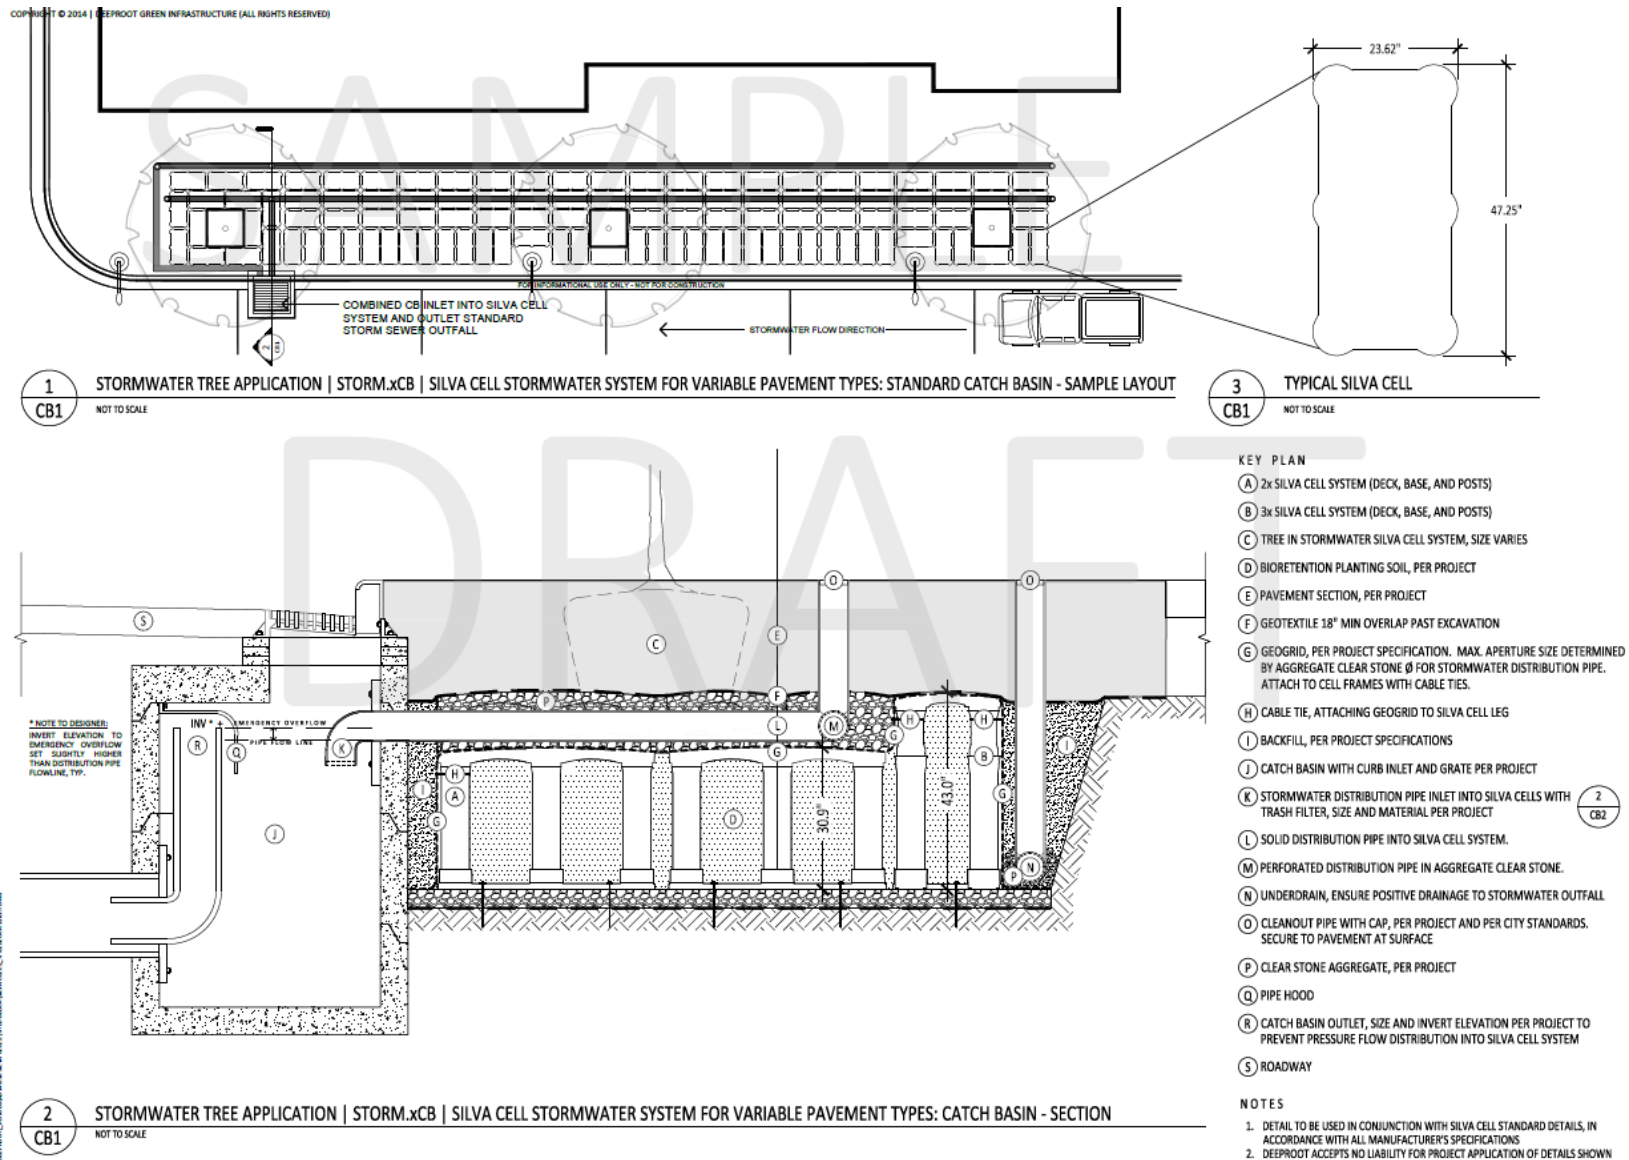 COPYRIGHT © 2014 | DEEPROOT GREEN INFRASTRUCTURE (ALL RIGHTS RESERVED)
SAMPLE
23.62"
47.25"
FOR INFORMATIONAL USE ONLY - NOT FOR CONSTRUCTION
COMBINED CB INLET INTO SILVA CELL
SYSTEM AND OUTLET STANDARD
STORM SEWER OUTFALL
STORMWATER FLOW DIRECTION
2
CB1
1
CB1
STORMWATER TREE APPLICATION | STORM.xCB | SILVA CELL STORMWATER SYSTEM FOR VARIABLE PAVEMENT TYPES: STANDARD CATCH BASIN - SAMPLE LAYOUT
NOT TO SCALE
3
CB1
TYPICAL SILVA CELL
NOT TO SCALE
DRAFT
S
C
E
O
O
F
P
L
M
G
H
H
G
B
I
H
A
I
G
D
G
30.9"
43.0"
P
N
J
K
Q
R
INV *
EMERGENCY OVERFLOW
PIPE FLOW LINE
* NOTE TO DESIGNER:
INVERT ELEVATION TO
EMERGENCY OVERFLOW
SET SLIGHTLY HIGHER
THAN DISTRIBUTION PIPE
FLOWLINE, TYP.
KEY PLAN
A 2x SILVA CELL SYSTEM (DECK, BASE, AND POSTS)
B 3x SILVA CELL SYSTEM (DECK, BASE, AND POSTS)
C TREE IN STORMWATER SILVA CELL SYSTEM, SIZE VARIES
D BIORETENTION PLANTING SOIL, PER PROJECT
E PAVEMENT SECTION, PER PROJECT
F GEOTEXTILE 18" MIN OVERLAP PAST EXCAVATION
G GEOGRID, PER PROJECT SPECIFICATION. MAX. APERTURE SIZE DETERMINED
BY AGGREGATE CLEAR STONE Ø FOR STORMWATER DISTRIBUTION PIPE.
ATTACH TO CELL FRAMES WITH CABLE TIES.
H CABLE TIE, ATTACHING GEOGRID TO SILVA CELL LEG
I BACKFILL, PER PROJECT SPECIFICATIONS
J CATCH BASIN WITH CURB INLET AND GRATE PER PROJECT
K STORMWATER DISTRIBUTION PIPE INLET INTO SILVA CELLS WITH
TRASH FILTER, SIZE AND MATERIAL PER PROJECT
2
CB2
L SOLID DISTRIBUTION PIPE INTO SILVA CELL SYSTEM.
M PERFORATED DISTRIBUTION PIPE IN AGGREGATE CLEAR STONE.
N UNDERDRAIN, ENSURE POSITIVE DRAINAGE TO STORMWATER OUTFALL
O CLEANOUT PIPE WITH CAP, PER PROJECT AND PER CITY STANDARDS.
SECURE TO PAVEMENT AT SURFACE
P CLEAR STONE AGGREGATE, PER PROJECT
Q PIPE HOOD
R CATCH BASIN OUTLET, SIZE AND INVERT ELEVATION PER PROJECT TO
PREVENT PRESSURE FLOW DISTRIBUTION INTO SILVA CELL SYSTEM
S ROADWAY
2
CB1
STORMWATER TREE APPLICATION | STORM.xCB | SILVA CELL STORMWATER SYSTEM FOR VARIABLE PAVEMENT TYPES: CATCH BASIN - SECTION
NOT TO SCALE
NOTES
1. DETAIL TO BE USED IN CONJUNCTION WITH SILVA CELL STANDARD DETAILS, IN
ACCORDANCE WITH ALL MANUFACTURER'S SPECIFICATIONS
2. DEEPROOT ACCEPTS NO LIABILITY FOR PROJECT APPLICATION OF DETAILS SHOWN